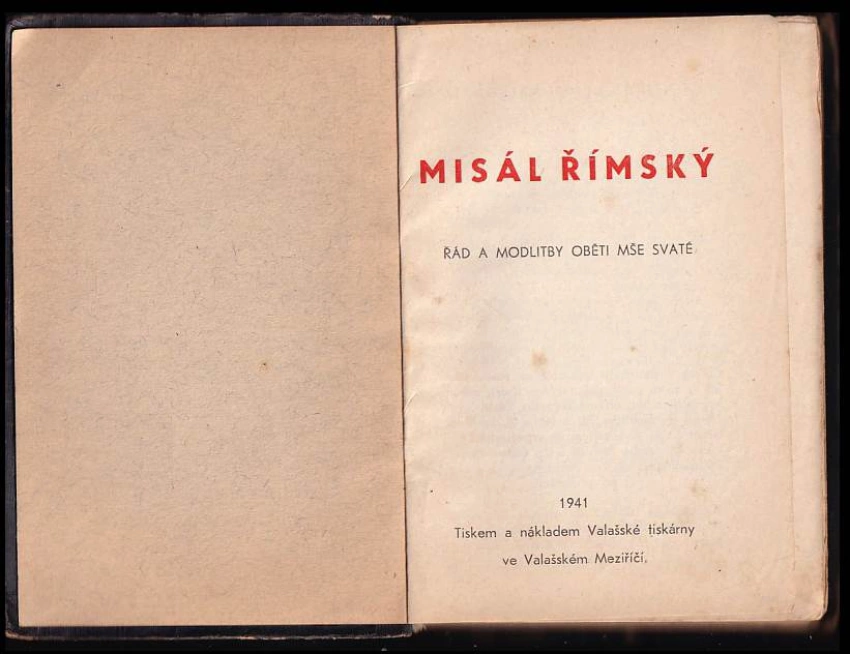 MISÁL ŘÍMSKÝ
ŘÁD A MODLITBY OBĚTI MŠE SVATÉ
1941
Tiskem a nákladem Valašské tiskárny
ve Valašském Meziříčí.